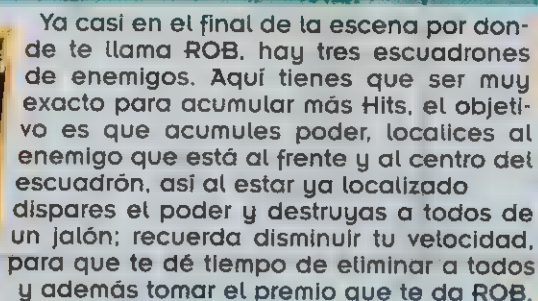 Ya casi en el final de la escena por don-
de te llama ROB, hay tres escuadrones
de enemigos. Aquí tienes que ser muy
exacto para acumular más Hits, el objeti-
vo es que acumules poder, localices al
enemigo que está al frente y al centro del
escuadrón, así al estar ya localizado
dispares el poder y destruyas a todos de
un jalón; recuerda disminuir tu velocidad,
para que te dé tiempo de eliminar a todos
y además tomar el premio que te da ROB.